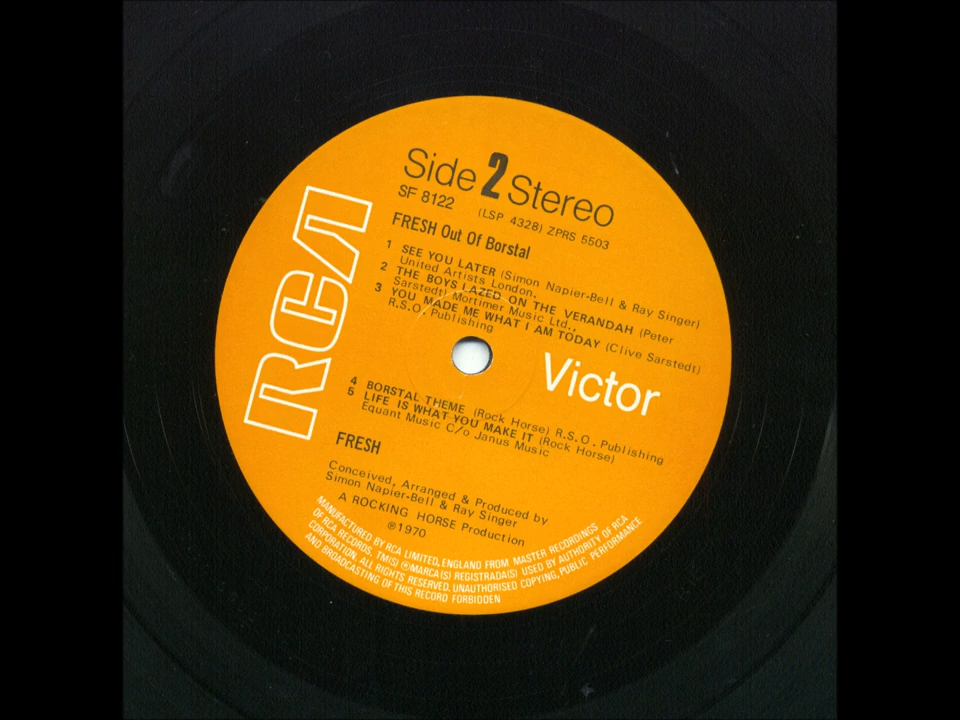 RCA
Side 2 Stereo
SF 8122 (LSP 4328) ZPRS 5503
FRESH Out Of Borstal
1 SEE YOU LATER (Simon Napier-Bell & Ray Singer)
United Artists London.
2 THE BOYS LAZED ON THE VERANDAH (Peter
Sarstedt) Mortimer Music Ltd.,
3 YOU MADE ME WHAT I AM TODAY (Clive Sarstedt)
R.S.O. Publishing
Victor
4 BORSTAL THEME (Rock Horse) R.S.O. Publishing
5 LIFE IS WHAT YOU MAKE IT (Rock Horse)
Equant Music C/o Janus Music
FRESH
Conceived, Arranged & Produced by
Simon Napier-Bell & Ray Singer
A ROCKING HORSE Production
℗1970
MANUFACTURED BY RCA LIMITED, ENGLAND FROM MASTER RECORDINGS
OF RCA RECORDS. TM(S) ® MARCA(S) REGISTRADA(S) USED BY AUTHORITY OF RCA
CORPORATION. ALL RIGHTS RESERVED. UNAUTHORISED COPYING, PUBLIC PERFORMANCE
AND BROADCASTING OF THIS RECORD FORBIDDEN